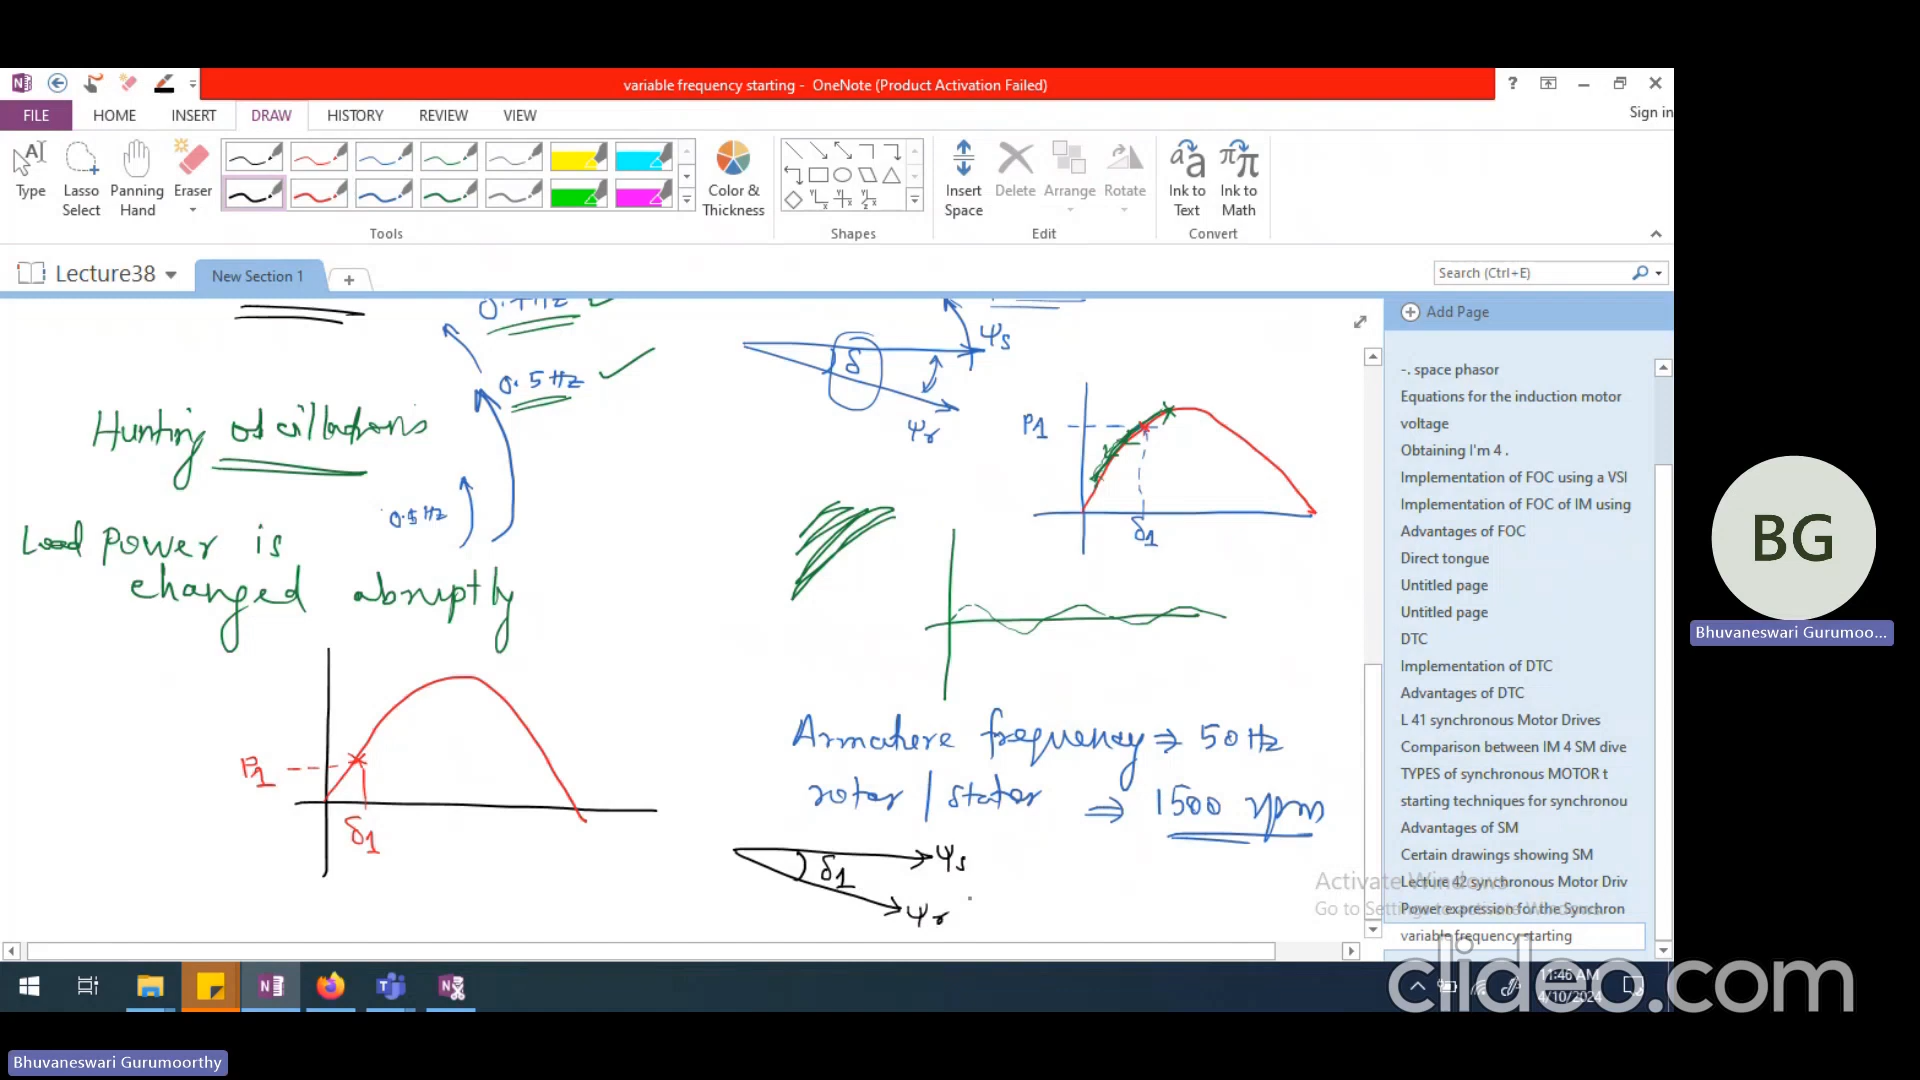 variable frequency starting - OneNote (Product Activation Failed)
?
Sign in
FILE
HOME
INSERT
DRAW
HISTORY
REVIEW
VIEW
Type
Lasso Select
Panning Hand
Eraser
Color & Thickness
Insert Space
Delete
Arrange
Rotate
Ink to Text
Ink to Math
Tools
Shapes
Edit
Convert
Lecture38
New Section 1
Search (Ctrl+E)
Add Page
-. space phasor
Equations for the induction motor
voltage
Obtaining I'm 4 .
Implementation of FOC using a VSI
Implementation of FOC of IM using
Advantages of FOC
Direct tongue
Untitled page
Untitled page
DTC
Implementation of DTC
Advantages of DTC
L 41 synchronous Motor Drives
Comparison between IM 4 SM dive
TYPES of synchronous MOTOR t
starting techniques for synchronou
Advantages of SM
Certain drawings showing SM
Lecture 42 synchronous Motor Driv
Power expression for the Synchron
variable frequency starting
0.5 Hz
Hunting oscillations
0.5 Hz
Load power is
changed abruptly
P1
δ1
ψs
δ
ψr
P1
δ1
Armature frequency ⇒ 50 Hz
rotor / stator ⇒ 1500 rpm
ψs
δ1
ψr
Activate Windows
BG
Bhuvaneswari Gurumoo...
11:46 AM
4/10/2024
clideo.com
Bhuvaneswari Gurumoorthy